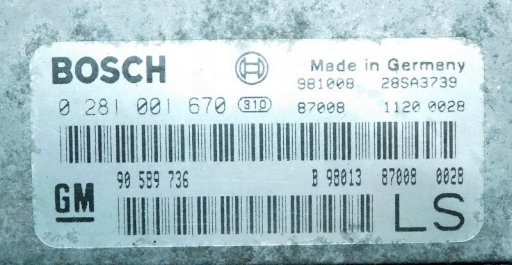 BOSCH Made in Germany
981008 28SA3739
0 281 001 670 S10 87008 1120 0028
90 589 736 B 98013 87008 0028
GM LS